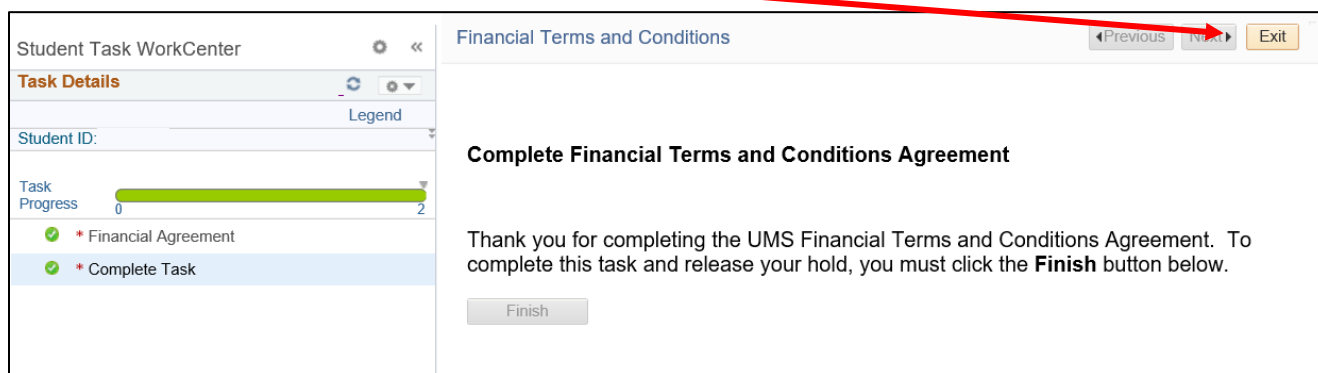 Student Task WorkCenter
Task Details
Legend
Student ID:
Task
Progress
0 2
* Financial Agreement
* Complete Task
Financial Terms and Conditions
Previous Next Exit
Complete Financial Terms and Conditions Agreement
Thank you for completing the UMS Financial Terms and Conditions Agreement. To
complete this task and release your hold, you must click the Finish button below.
Finish